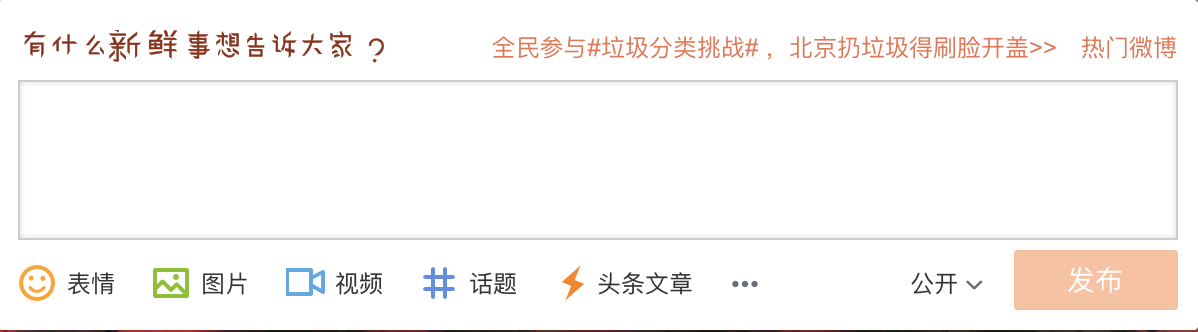 有什么新鲜事想告诉大家？ 全民参与#垃圾分类挑战#，北京扔垃圾得刷脸开盖>> 热门微博
表情 图片 视频 话题 头条文章 ••• 公开 发布